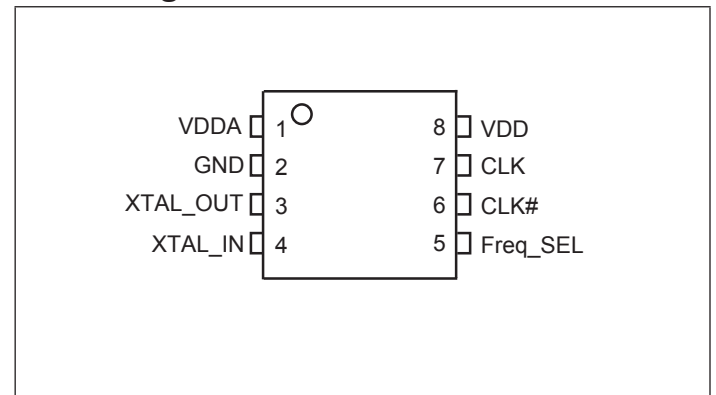 VDDA 1 8 VDD
GND 2 7 CLK
XTAL_OUT 3 6 CLK#
XTAL_IN 4 5 Freq_SEL